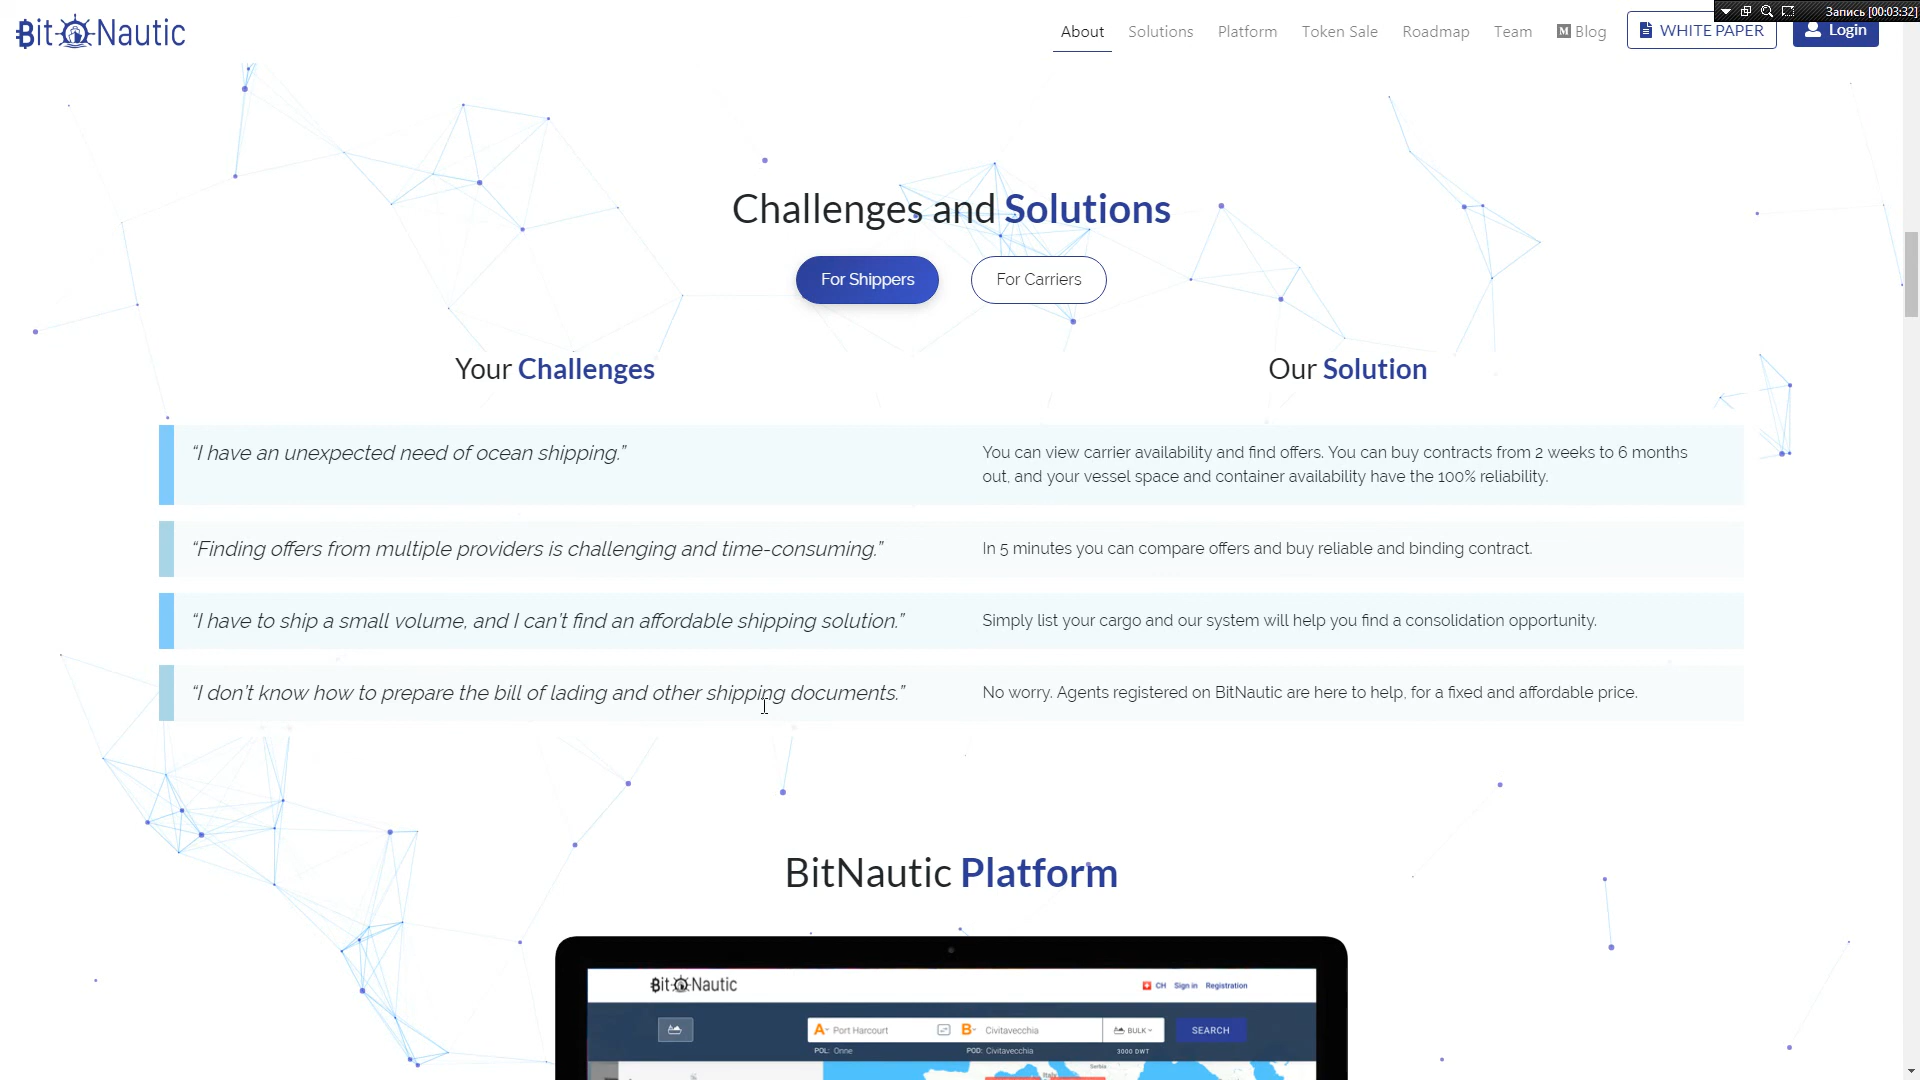 BitNautic
About
Solutions
Platform
Token Sale
Roadmap
Team
Blog
WHITE PAPER
Login
Запись [00:03:32]
Challenges and Solutions
For Shippers
For Carriers
Your Challenges
Our Solution
“I have an unexpected need of ocean shipping.”
You can view carrier availability and find offers. You can buy contracts from 2 weeks to 6 months
out, and your vessel space and container availability have the 100% reliability.
“Finding offers from multiple providers is challenging and time-consuming.”
In 5 minutes you can compare offers and buy reliable and binding contract.
“I have to ship a small volume, and I can’t find an affordable shipping solution.”
Simply list your cargo and our system will help you find a consolidation opportunity.
“I don’t know how to prepare the bill of lading and other shipping documents.”
No worry. Agents registered on BitNautic are here to help, for a fixed and affordable price.
BitNautic Platform
BitNautic
CH
Sign in
Registration
A
Port Harcourt
B
Civitavecchia
BULK
SEARCH
POL: Onne
POD: Civitavecchia
3000 DWT
Serbia
Italy